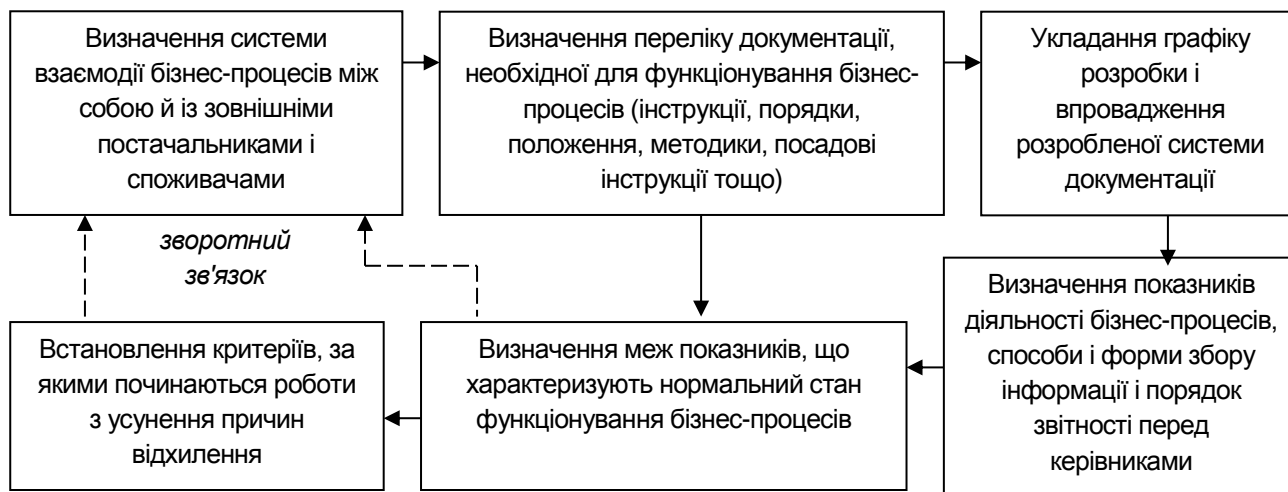 Визначення системи
взаємодії бізнес-процесів між
собою й із зовнішніми
постачальниками і
споживачами
Визначення переліку документації,
необхідної для функціонування бізнес-
процесів (інструкції, порядки,
положення, методики, посадові
інструкції тощо)
Укладання графіку
розробки і
впровадження
розробленої системи
документації
зворотний
зв'язок
Встановлення критеріїв, за
якими починаються роботи
з усунення причин
відхилення
Визначення меж показників, що
характеризують нормальний стан
функціонування бізнес-процесів
Визначення показників
діяльності бізнес-процесів,
способи і форми збору
інформації і порядок
звітності перед
керівниками